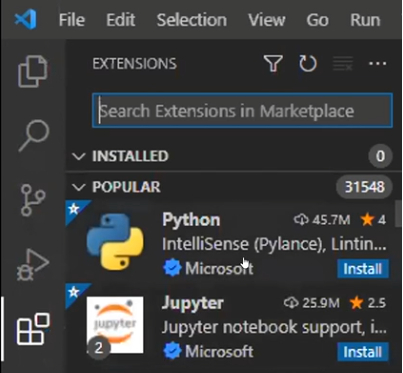 File Edit Selection View Go Run
EXTENSIONS
Search Extensions in Marketplace
INSTALLED 0
POPULAR 31548
Python 45.7M 4
IntelliSense (Pylance), Lintin...
Microsoft Install
Jupyter 25.9M 2.5
jupyter
Jupyter notebook support, i...
2 Microsoft Install